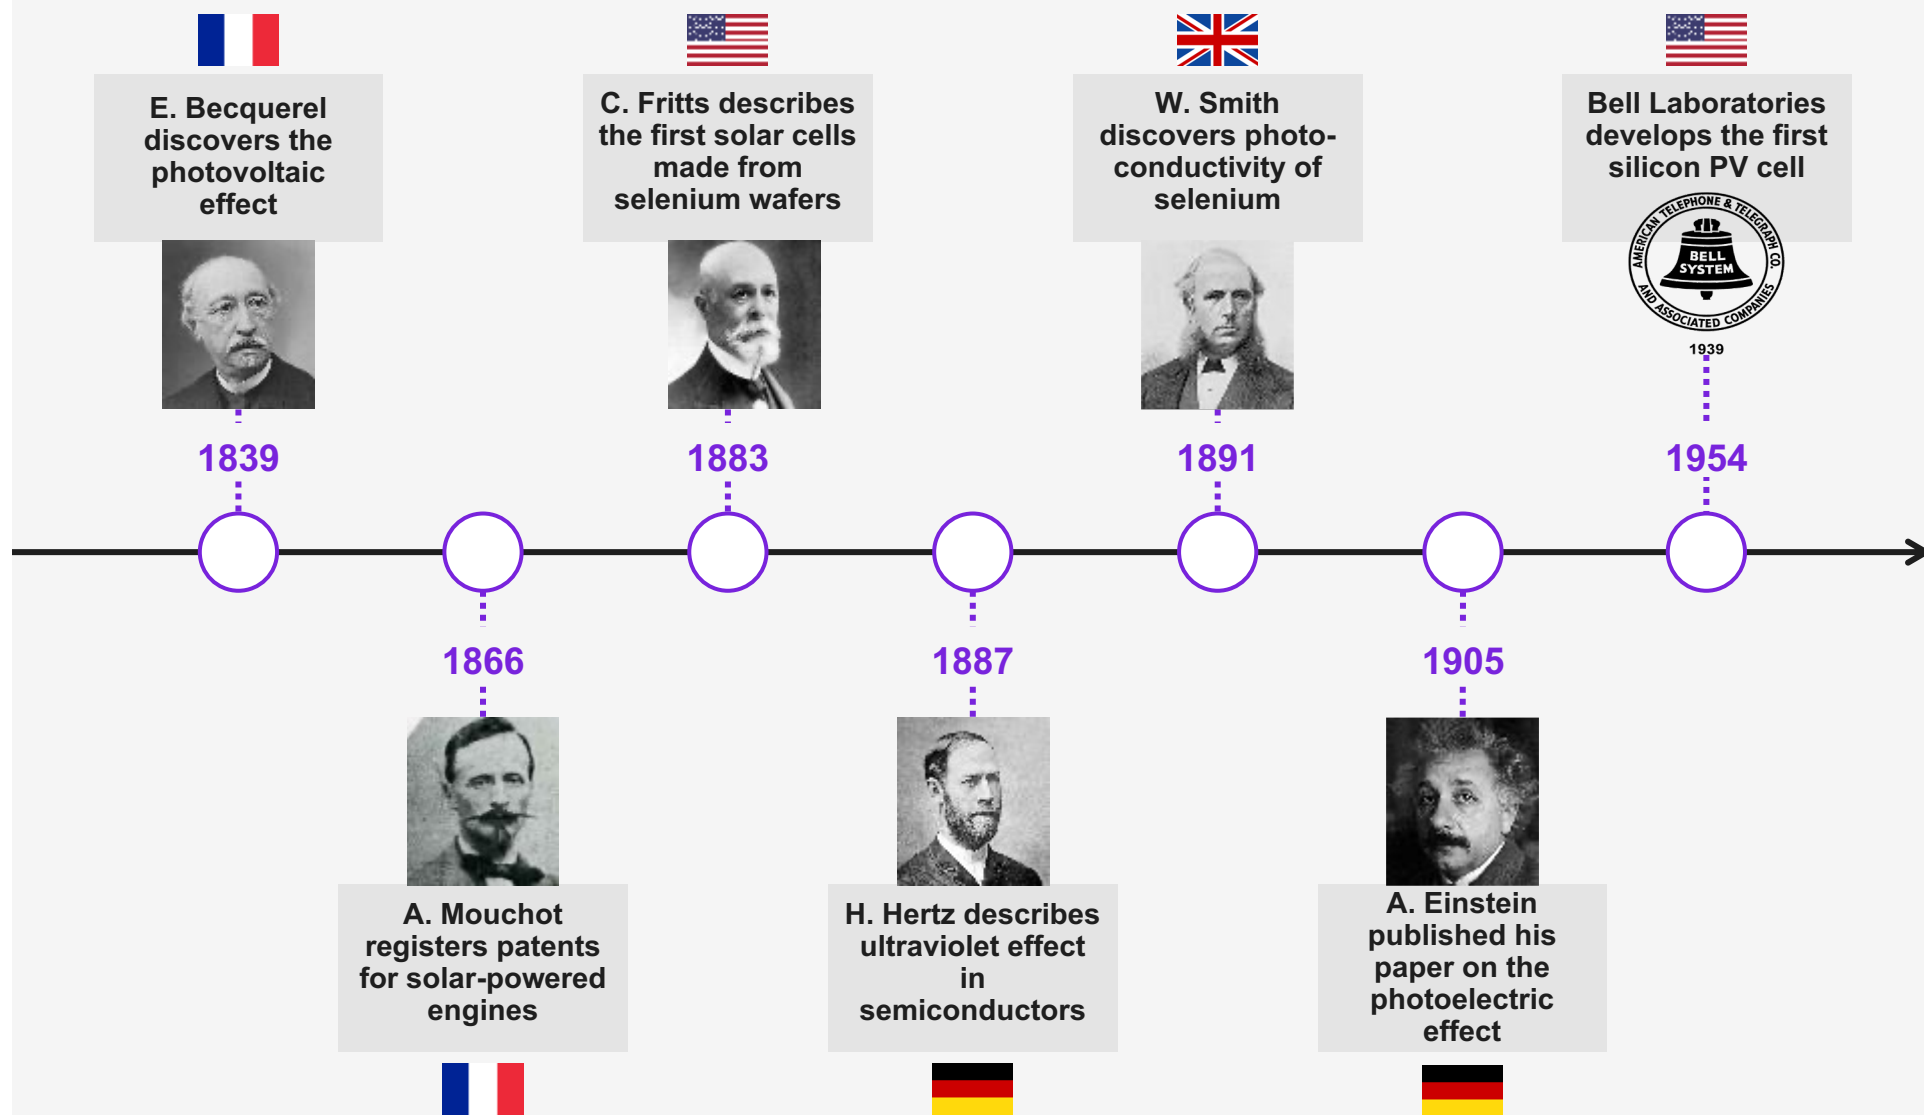 E. Becquerel
discovers the
photovoltaic
effect
1839
A. Mouchot
registers patents
for solar-powered
engines
1866
C. Fritts describes
the first solar cells
made from
selenium wafers
1883
H. Hertz describes
ultraviolet effect
in
semiconductors
1887
W. Smith
discovers photo-
conductivity of
selenium
1891
A. Einstein
published his
paper on the
photoelectric
effect
1905
Bell Laboratories
develops the first
silicon PV cell
AMERICAN TELEPHONE & TELEGRAPH CO.
BELL
SYSTEM
AND ASSOCIATED COMPANIES
1939
1954